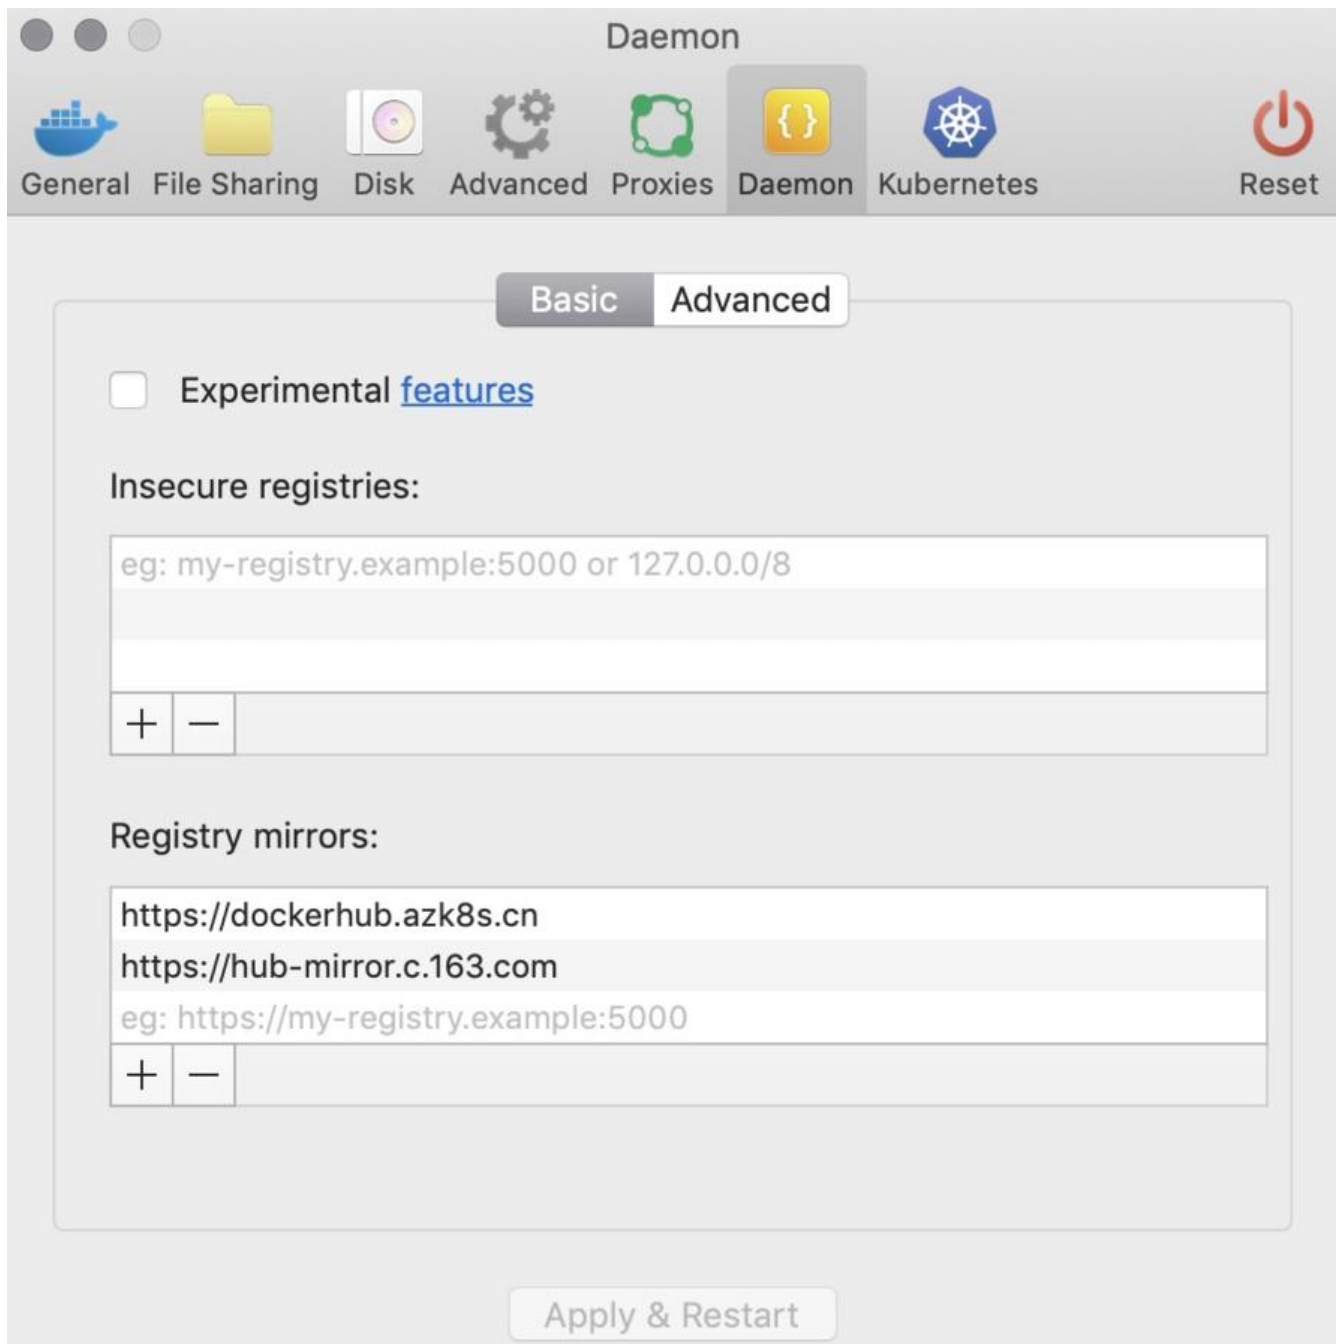 Daemon
General File Sharing Disk Advanced Proxies Daemon Kubernetes Reset
Basic Advanced
Experimental features
Insecure registries:
eg: my-registry.example:5000 or 127.0.0.0/8
Registry mirrors:
https://dockerhub.azk8s.cn
https://hub-mirror.c.163.com
eg: https://my-registry.example:5000
Apply & Restart